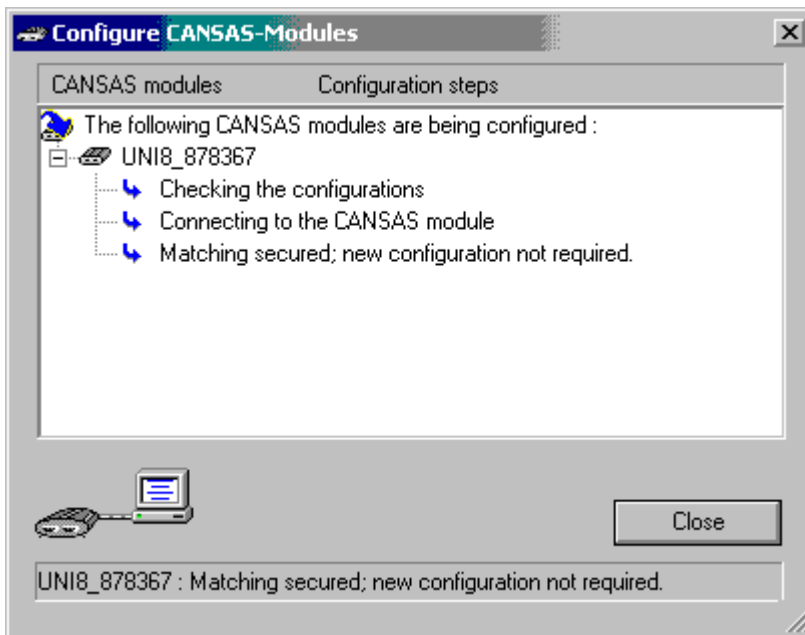 Configure CANSAS-Modules
CANSAS modules Configuration steps
The following CANSAS modules are being configured :
UNI8_878367
Checking the configurations
Connecting to the CANSAS module
Matching secured; new configuration not required.
Close
UNI8_878367 : Matching secured; new configuration not required.